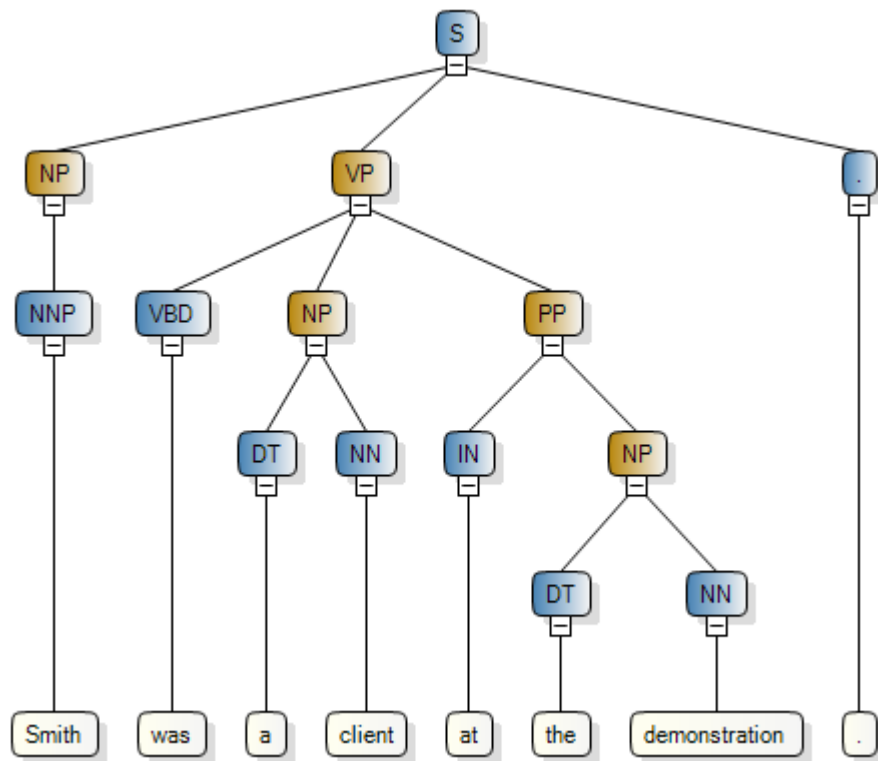 S
NP VP .
NNP VBD NP PP
DT NN IN NP
DT NN
Smith was a client at the demonstration .